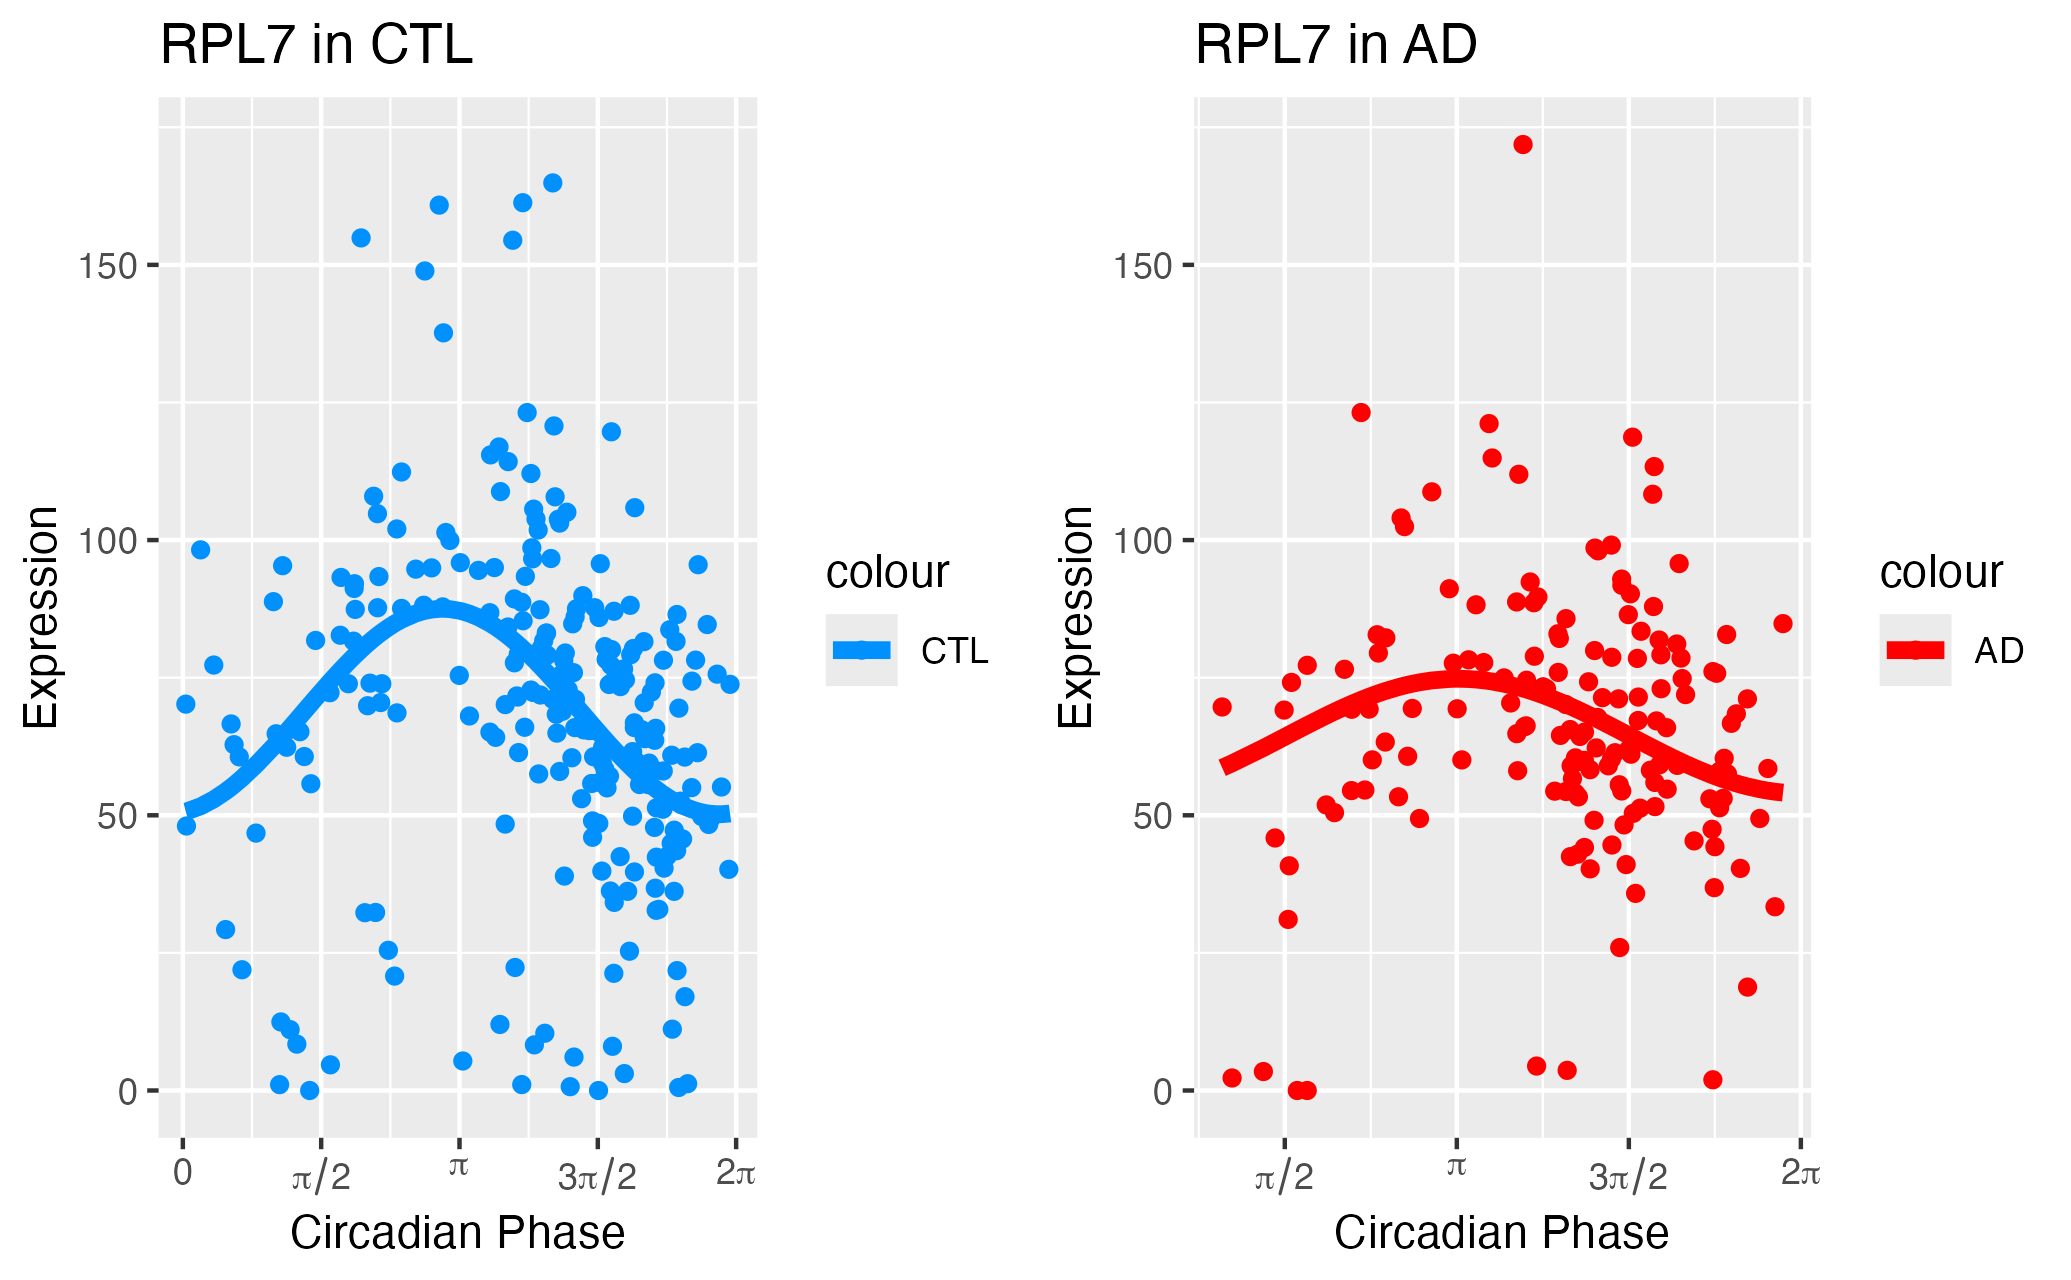 RPL7 in CTL
150
100
50
0
Expression
0
π/2
π
3π/2
2π
Circadian Phase
colour
CTL
RPL7 in AD
150
100
50
0
Expression
π/2
π
3π/2
2π
Circadian Phase
colour
AD